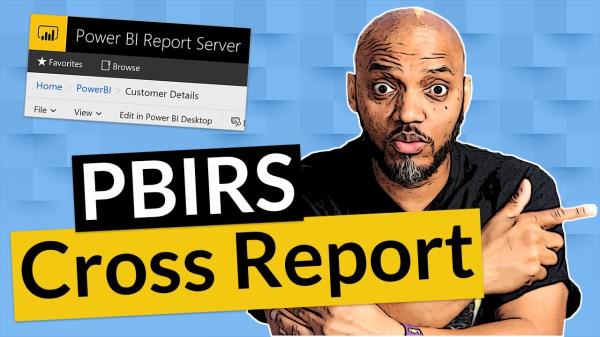 Power BI Report Server
Favorites Browse
Home > PowerBI > Customer Details
File View Edit in Power BI Desktop
PBIRS
Cross Report